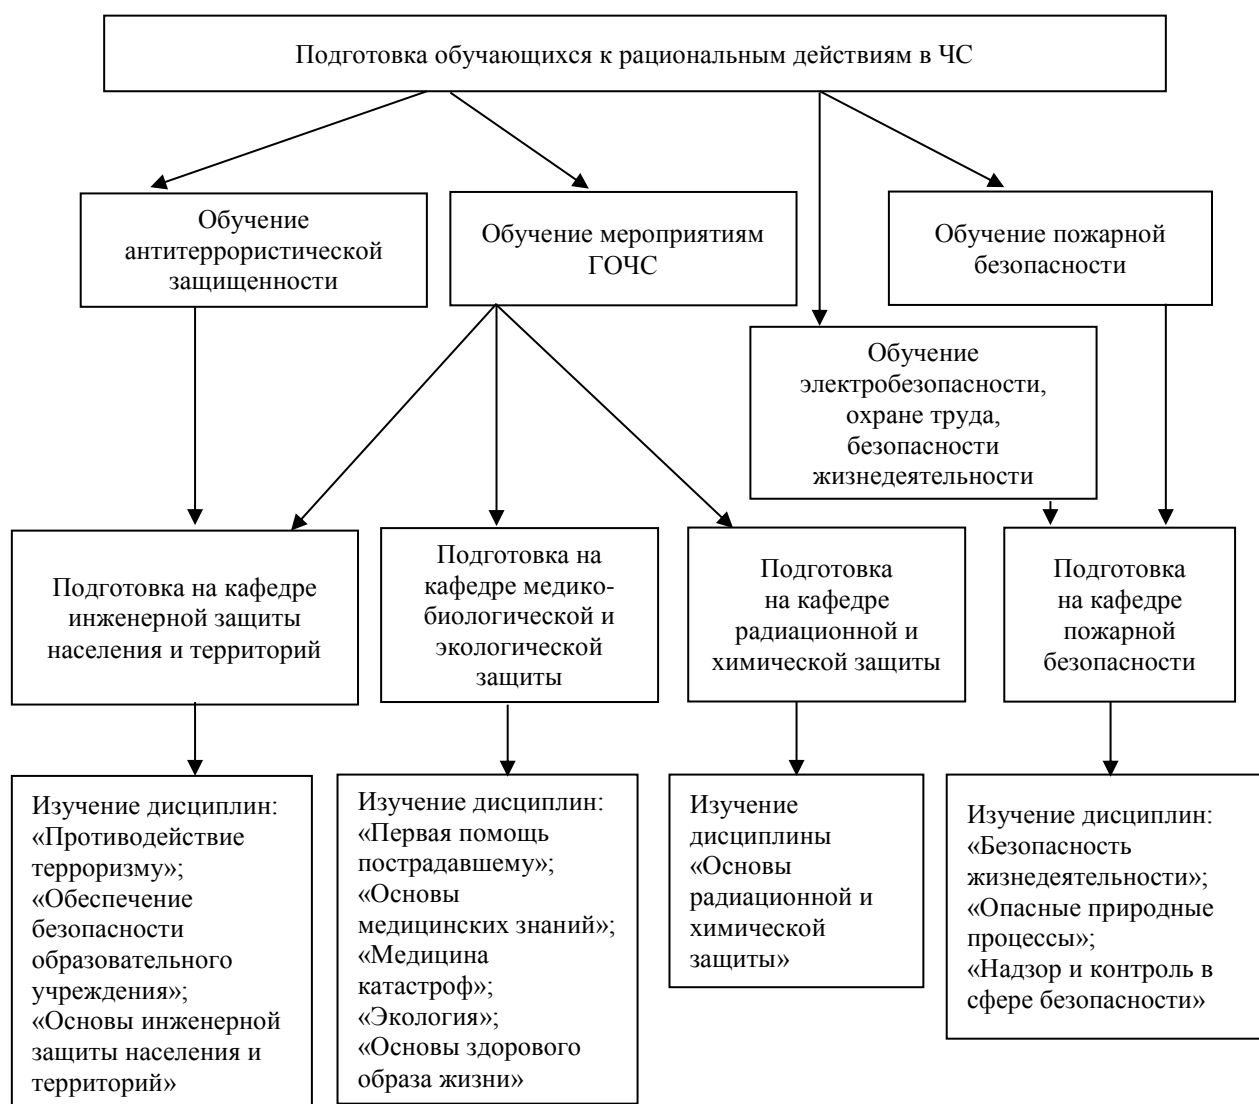 Подготовка обучающихся к рациональным действиям в ЧС
Обучение
антитеррористической
защищенности
Обучение мероприятиям
ГОЧС
Обучение пожарной
безопасности
Обучение
электробезопасности,
охране труда,
безопасности
жизнедеятельности
Подготовка на кафедре
инженерной защиты
населения и территорий
Подготовка на
кафедре медико-
биологической и
экологической
защиты
Подготовка
на кафедре
радиационной и
химической защиты
Подготовка
на кафедре
пожарной
безопасности
Изучение дисциплин:
«Противодействие
терроризму»;
«Обеспечение
безопасности
образовательного
учреждения»;
«Основы инженерной
защиты населения и
территорий»
Изучение дисциплин:
«Первая помощь
пострадавшему»;
«Основы
медицинских знаний»;
«Медицина
катастроф»;
«Экология»;
«Основы здорового
образа жизни»
Изучение
дисциплины
«Основы
радиационной и
химической
защиты»
Изучение дисциплин:
«Безопасность
жизнедеятельности»;
«Опасные природные
процессы»;
«Надзор и контроль в
сфере безопасности»